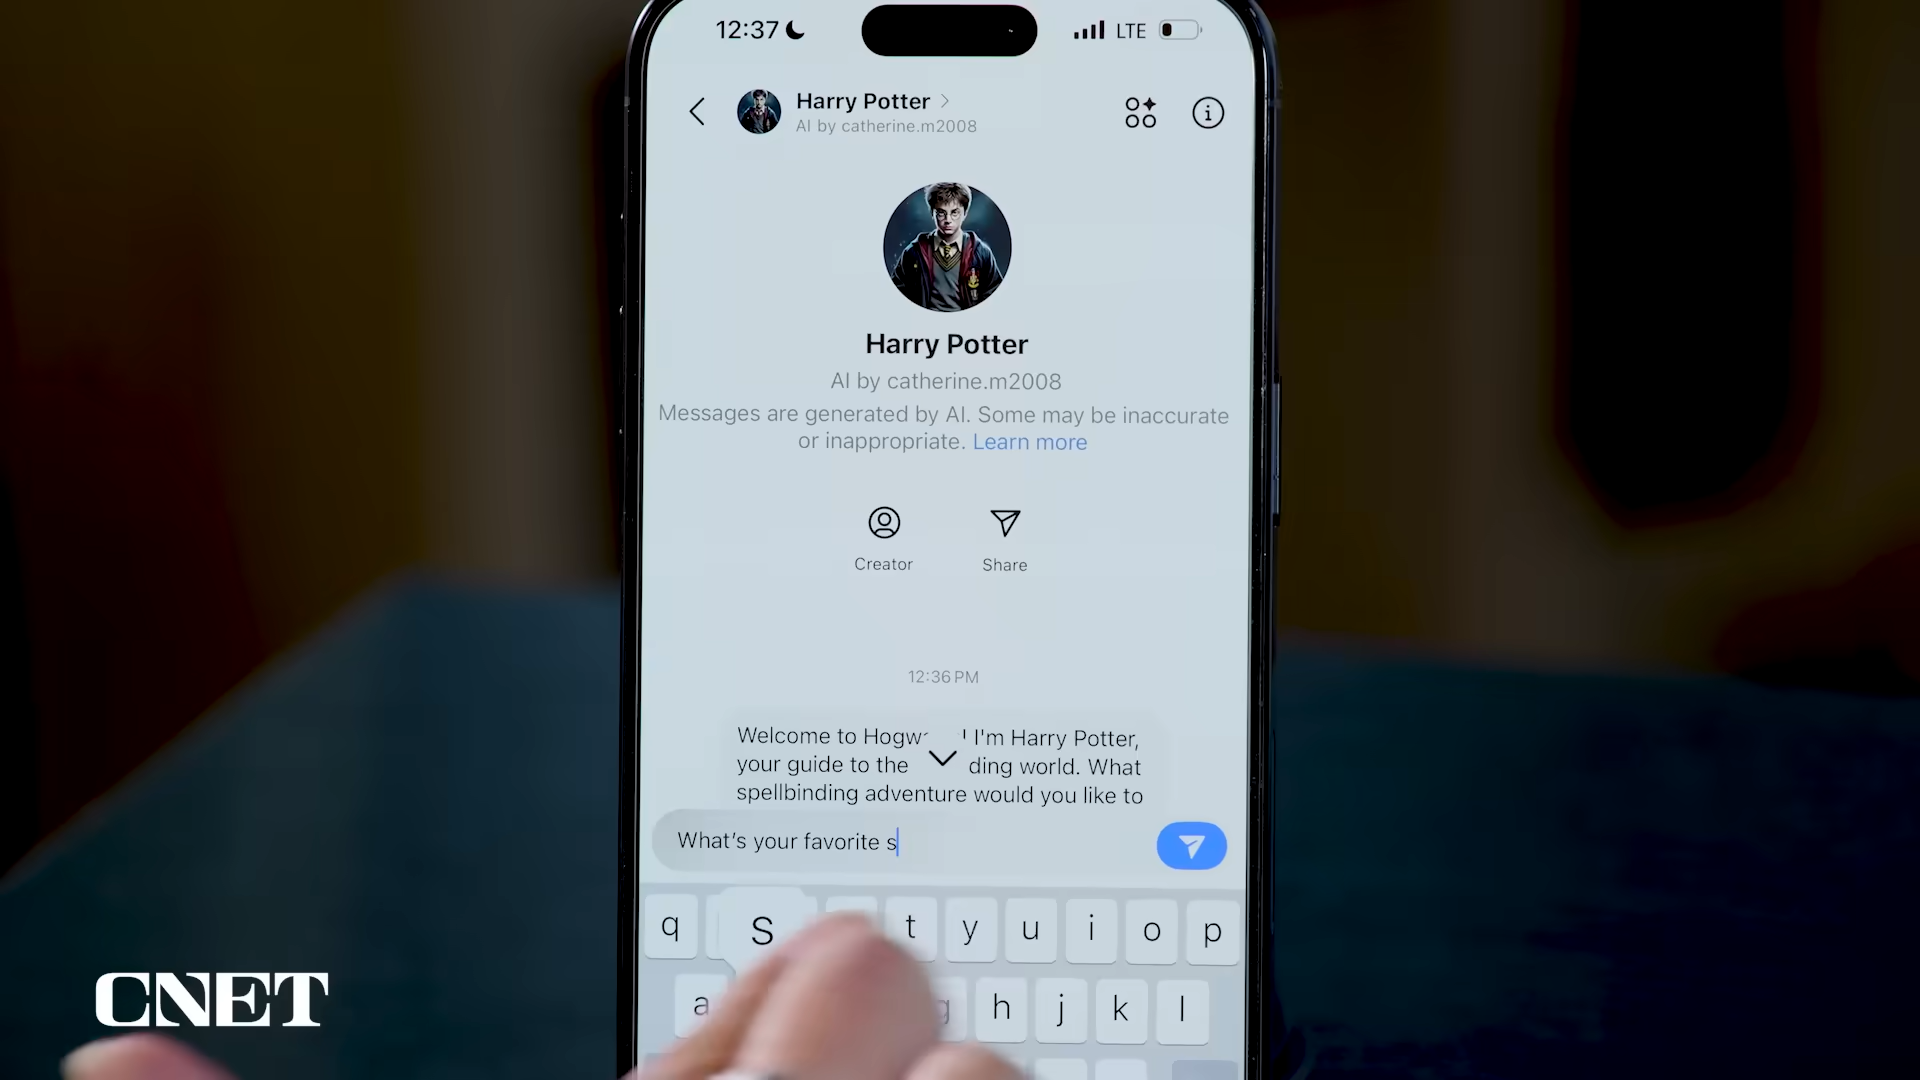 12:37
LTE
Harry Potter
AI by catherine.m2008
Harry Potter
AI by catherine.m2008
Messages are generated by AI. Some may be inaccurate
or inappropriate. Learn more
Creator
Share
12:36 PM
Welcome to I'm Harry Potter,
your guide to the world. What
spellbinding adventure would you like to
What's your favorite s
q S t y u i o p
a g h j k l
CNET